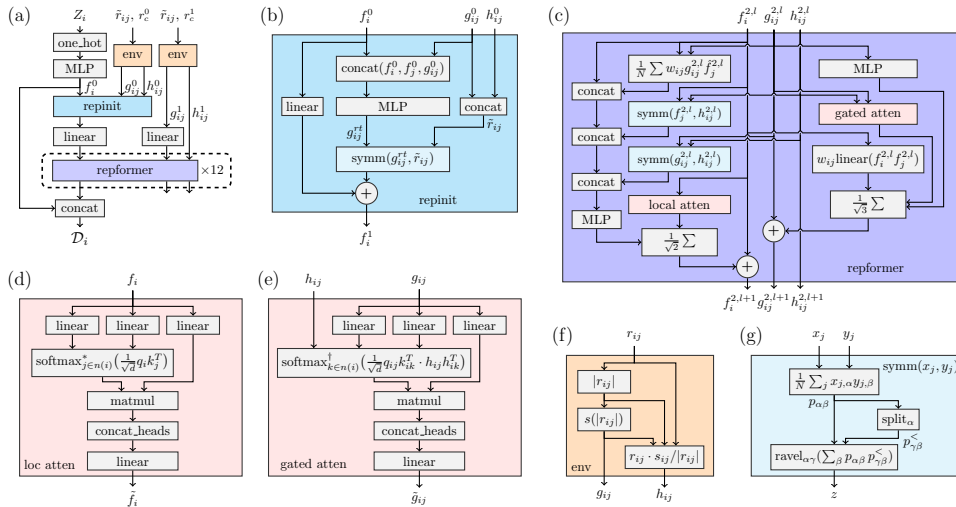 (a)
Z_i
r̃_ij, r_c^0
r̃_ij, r_c^1
one_hot
env
env
MLP
f_i^0
g_ij^0
h_ij^0
repinit
g_ij^1
h_ij^1
linear
linear
repformer
×12
concat
𝒟_i
(b)
f_i^0
g_ij^0
h_ij^0
concat(f_i^0, f_j^0, g_ij^0)
linear
MLP
concat
g_ij^rt
r̃_ij
symm(g_ij^rt, r̃_ij)
+
repinit
f_i^1
(c)
f_i^{2,l}
g_ij^{2,l}
h_ij^{2,l}
1/N ∑ w_ij g_ij^{2,l} f̂_j^{2,l}
MLP
concat
symm(f_j^{2,l}, h_ij^{2,l})
gated atten
concat
symm(g_ij^{2,l}, h_ij^{2,l})
w_ij linear(f_i^{2,l} f_j^{2,l})
concat
local atten
1/√3 ∑
MLP
1/√2 ∑
+
+
repformer
f_i^{2,l+1}
g_ij^{2,l+1}
h_ij^{2,l+1}
(d)
f_i
linear
linear
linear
softmax*_{j∈n(i)}(1/√d q_i k_j^T)
matmul
concat_heads
loc atten
linear
f̃_i
(e)
h_ij
g_ij
linear
linear
linear
softmax†_{k∈n(i)}(1/√d q_ij k_ik^T · h_ij h_ik^T)
matmul
concat_heads
gated atten
linear
g̃_ij
(f)
r_ij
|r_ij|
s(|r_ij|)
r_ij · s_ij/|r_ij|
env
g_ij
h_ij
(g)
x_j
y_j
symm(x_j, y_j)
1/N ∑_j x_{j,α} y_{j,β}
p_αβ
split_α
p_γβ^<
ravel_αγ(∑_β p_αβ p_γβ^<)
z